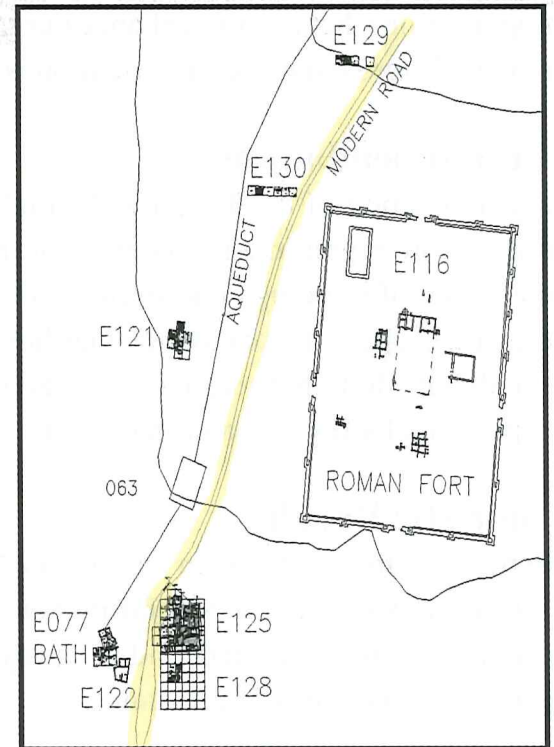 E129
MODERN ROAD
E130
AQUEDUCT
E116
E121
063
ROMAN FORT
E077
BATH
E125
E122
E128